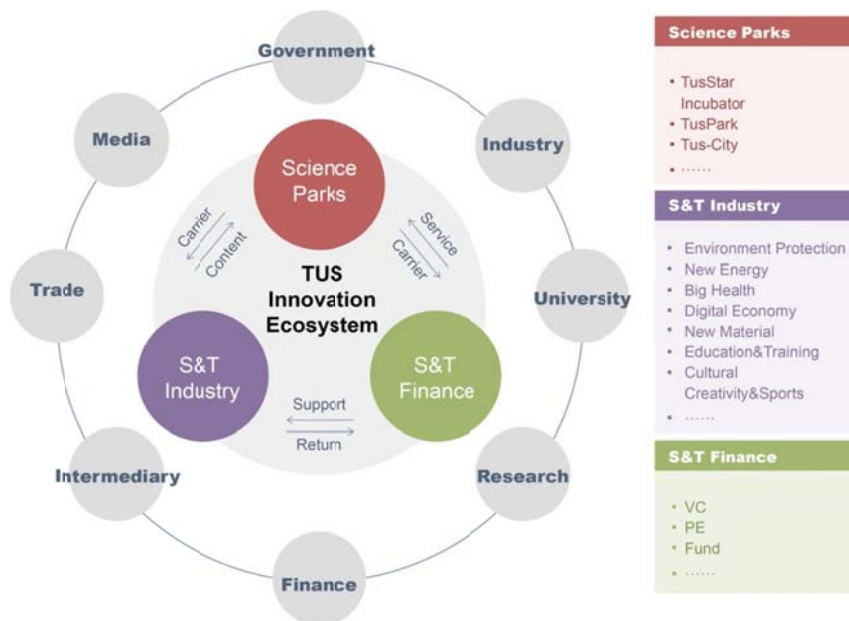 Government
Media
Industry
Science
Parks
Carrier
Content
Service
Carrier
TUS
Innovation
Ecosystem
Trade
University
S&T
Industry
S&T
Finance
Support
Return
Intermediary
Research
Finance
Science Parks
• TusStar
Incubator
• TusPark
• Tus-City
• ······
S&T Industry
• Environment Protection
• New Energy
• Big Health
• Digital Economy
• New Material
• Education&Training
• Cultural
Creativity&Sports
• ······
S&T Finance
• VC
• PE
• Fund
• ······